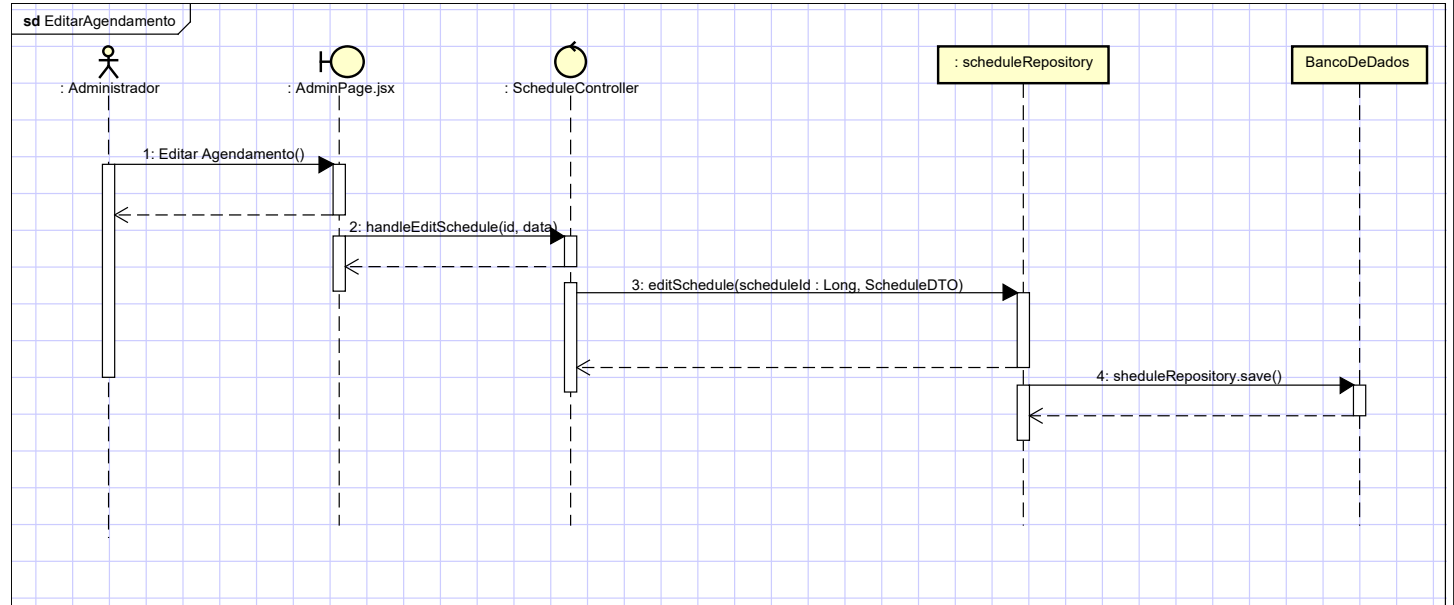 sd EditarAgendamento
: Administrador
: AdminPage.jsx
: ScheduleController
: scheduleRepository
BancoDeDados
1: Editar Agendamento()
2: handleEditSchedule(id, data)
3: editSchedule(scheduleId : Long, ScheduleDTO)
4: sheduleRepository.save()